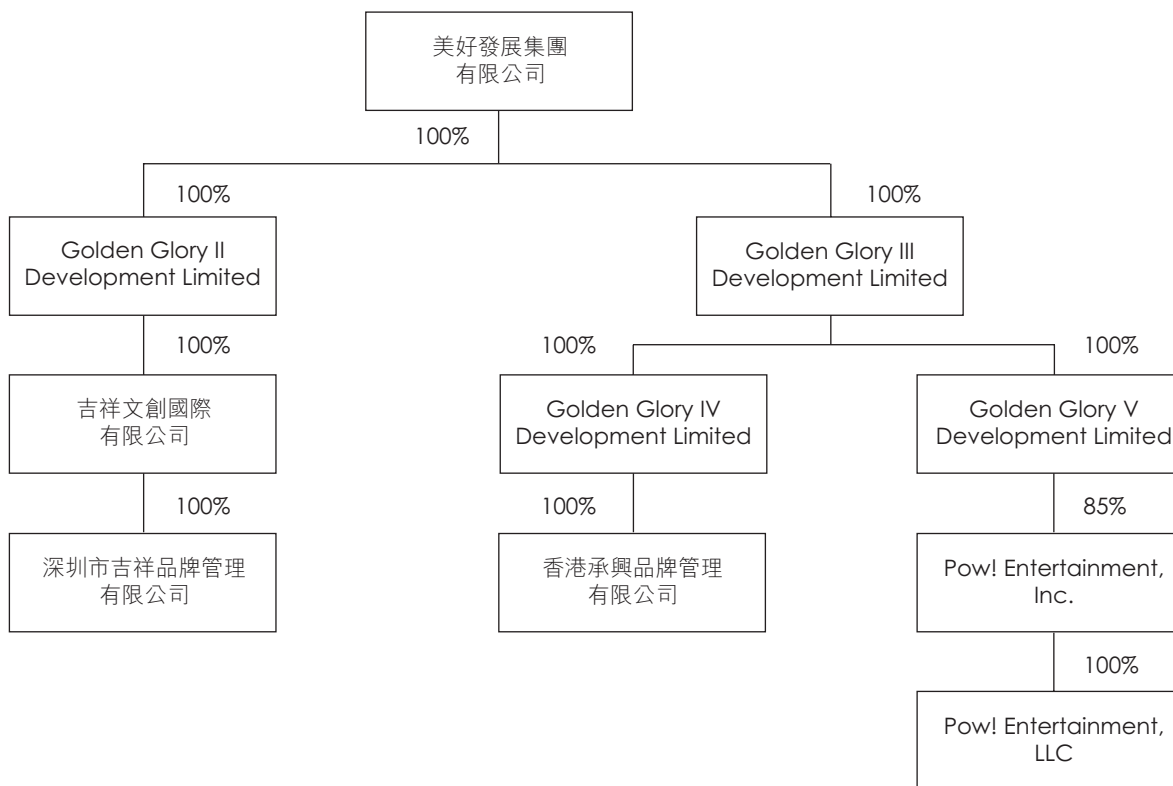 美好發展集團
有限公司
100%
100%
100%
Golden Glory II
Development Limited
Golden Glory III
Development Limited
100%
100%
100%
吉祥文創國際
有限公司
Golden Glory IV
Development Limited
Golden Glory V
Development Limited
100%
100%
85%
深圳市吉祥品牌管理
有限公司
香港承興品牌管理
有限公司
Pow! Entertainment,
Inc.
100%
Pow! Entertainment,
LLC